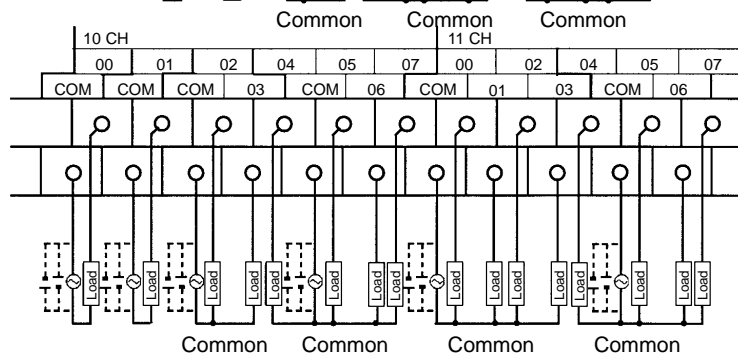 Common
Common Common
10 CH 11 CH
00 01 02 04 05 07 00 02 04 05 07
COM COM COM 03 COM 06 COM 01 03 COM 06
Load Load Load Load Load Load Load Load Load Load Load Load Load Load Load Load
Common Common Common Common